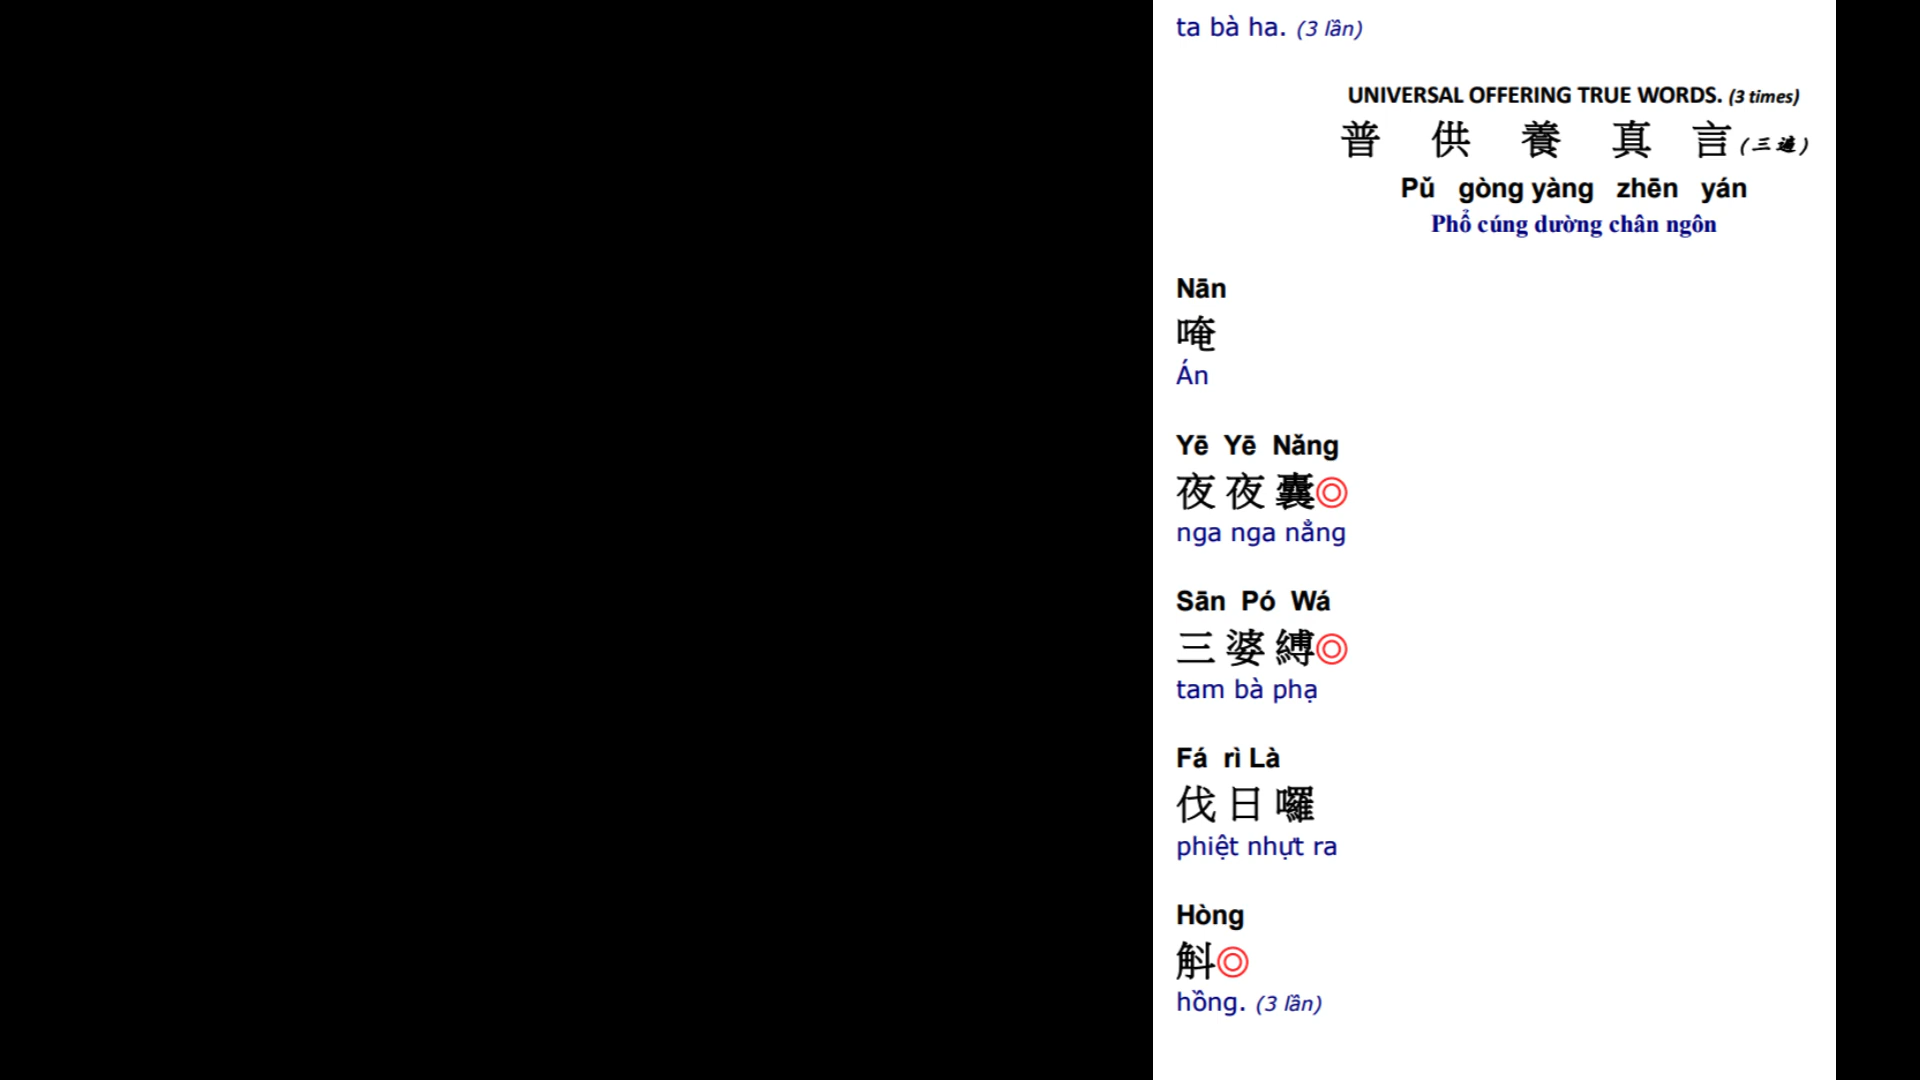 ta bà ha. (3 lần)
UNIVERSAL OFFERING TRUE WORDS. (3 times)
普 供 養 真 言 (三遍)
Pǔ gòng yàng zhēn yán
Phổ cúng dường chân ngôn
Nān
唵
Án
Yē Yē Nǎng
夜 夜 囊◎
nga nga nẳng
Sān Pó Wá
三 婆 縛◎
tam bà phạ
Fá rì Là
伐 日 囉
phiệt nhựt ra
Hòng
斛◎
hồng. (3 lần)